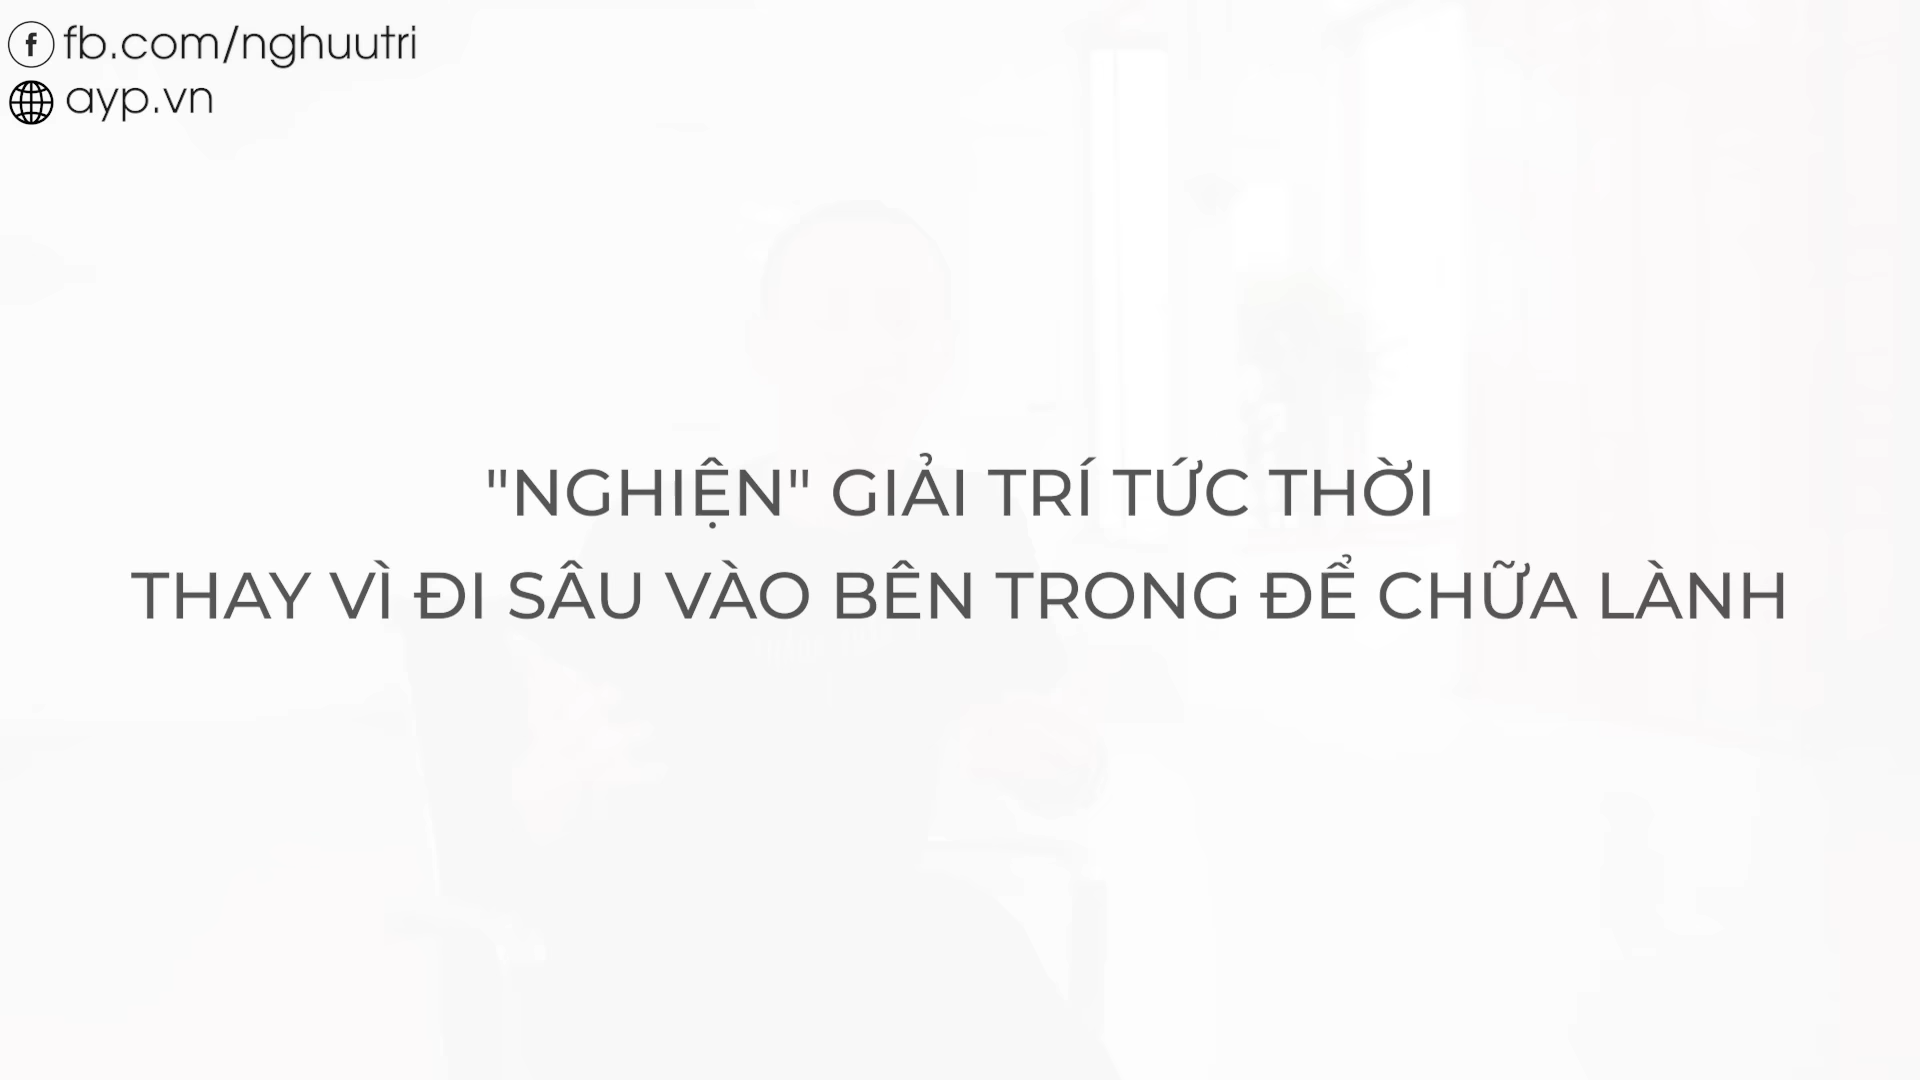 fb.com/nghuutri
ayp.vn
"NGHIỆN" GIẢI TRÍ TỨC THỜI
THAY VÌ ĐI SÂU VÀO BÊN TRONG ĐỂ CHỮA LÀNH